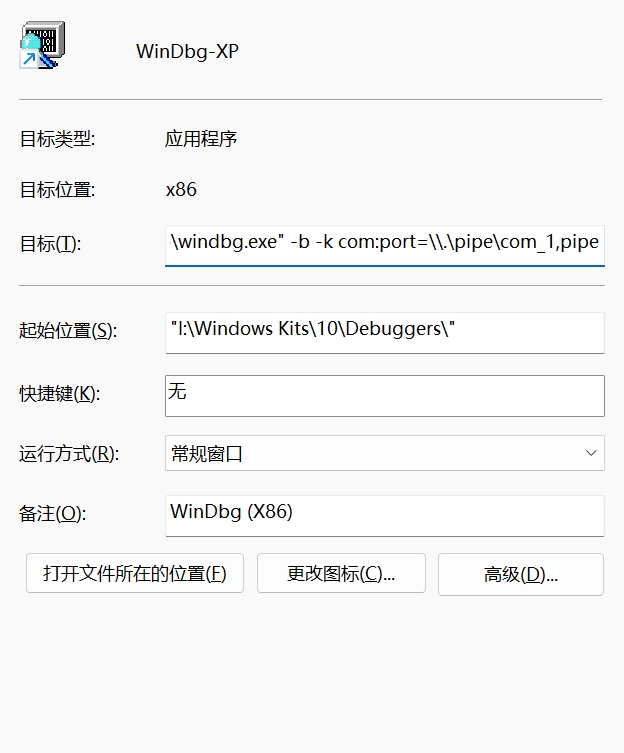 WinDbg-XP
目标类型: 应用程序
目标位置: x86
目标(T): \windbg.exe" -b -k com:port=\\.\pipe\com_1,pipe
起始位置(S): "I:\Windows Kits\10\Debuggers\"
快捷键(K): 无
运行方式(R): 常规窗口
备注(O): WinDbg (X86)
打开文件所在的位置(F) 更改图标(C)... 高级(D)...